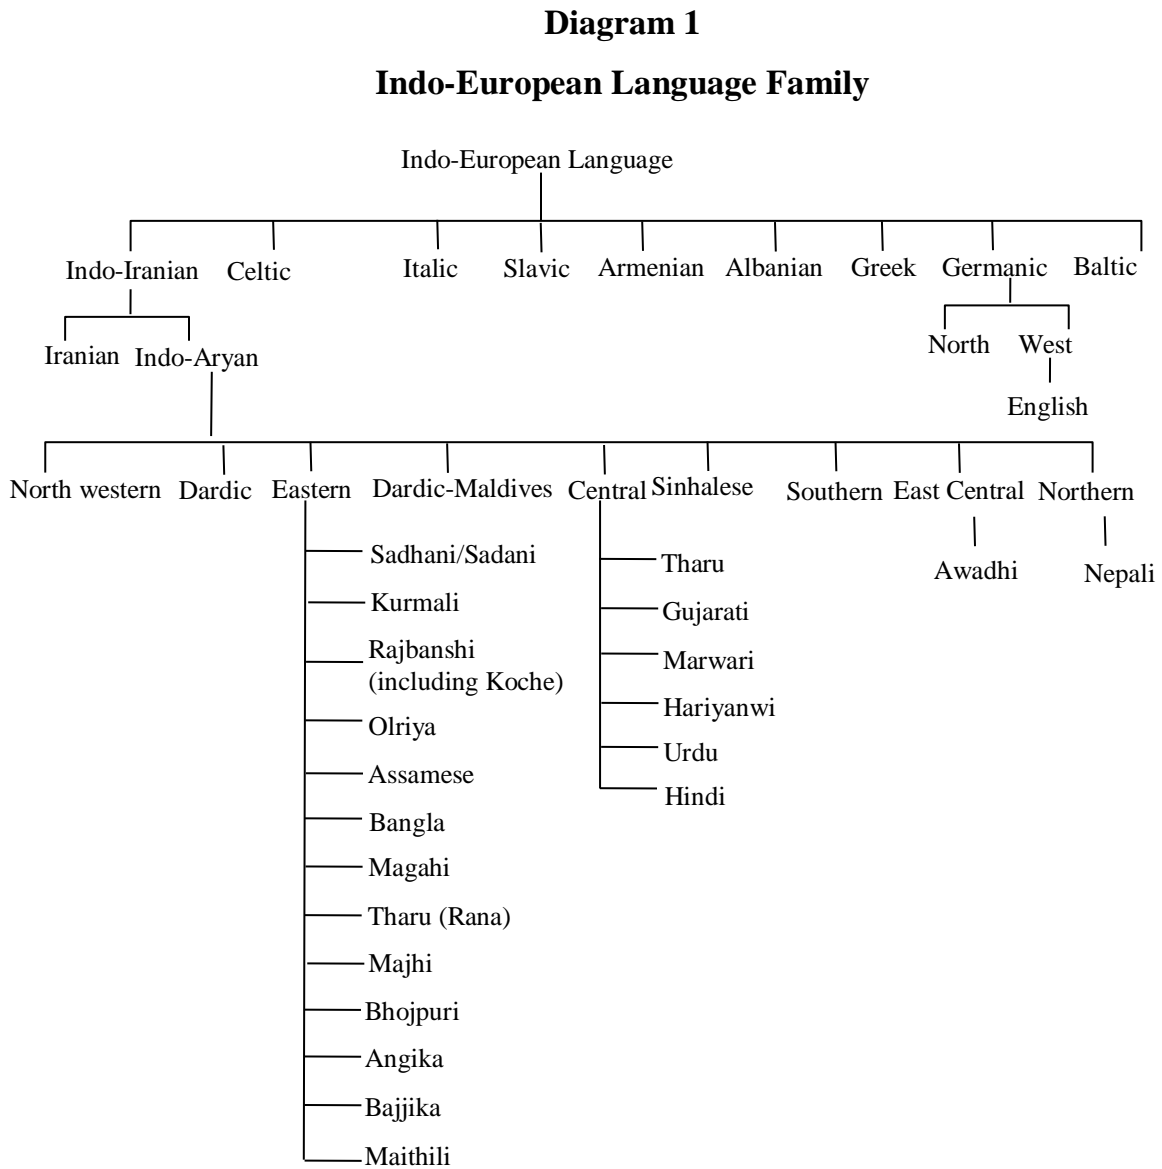 Diagram 1
Indo-European Language Family
Indo-European Language
Indo-Iranian Celtic Italic Slavic Armenian Albanian Greek Germanic Baltic
Iranian Indo-Aryan North West
English
North western Dardic Eastern Dardic-Maldives Central Sinhalese Southern East Central Northern
Sadhani/Sadani Tharu Awadhi Nepali
Kurmali Gujarati
Rajbanshi Marwari
(including Koche)
Hariyanwi
Olriya Urdu
Assamese Hindi
Bangla
Magahi
Tharu (Rana)
Majhi
Bhojpuri
Angika
Bajjika
Maithili